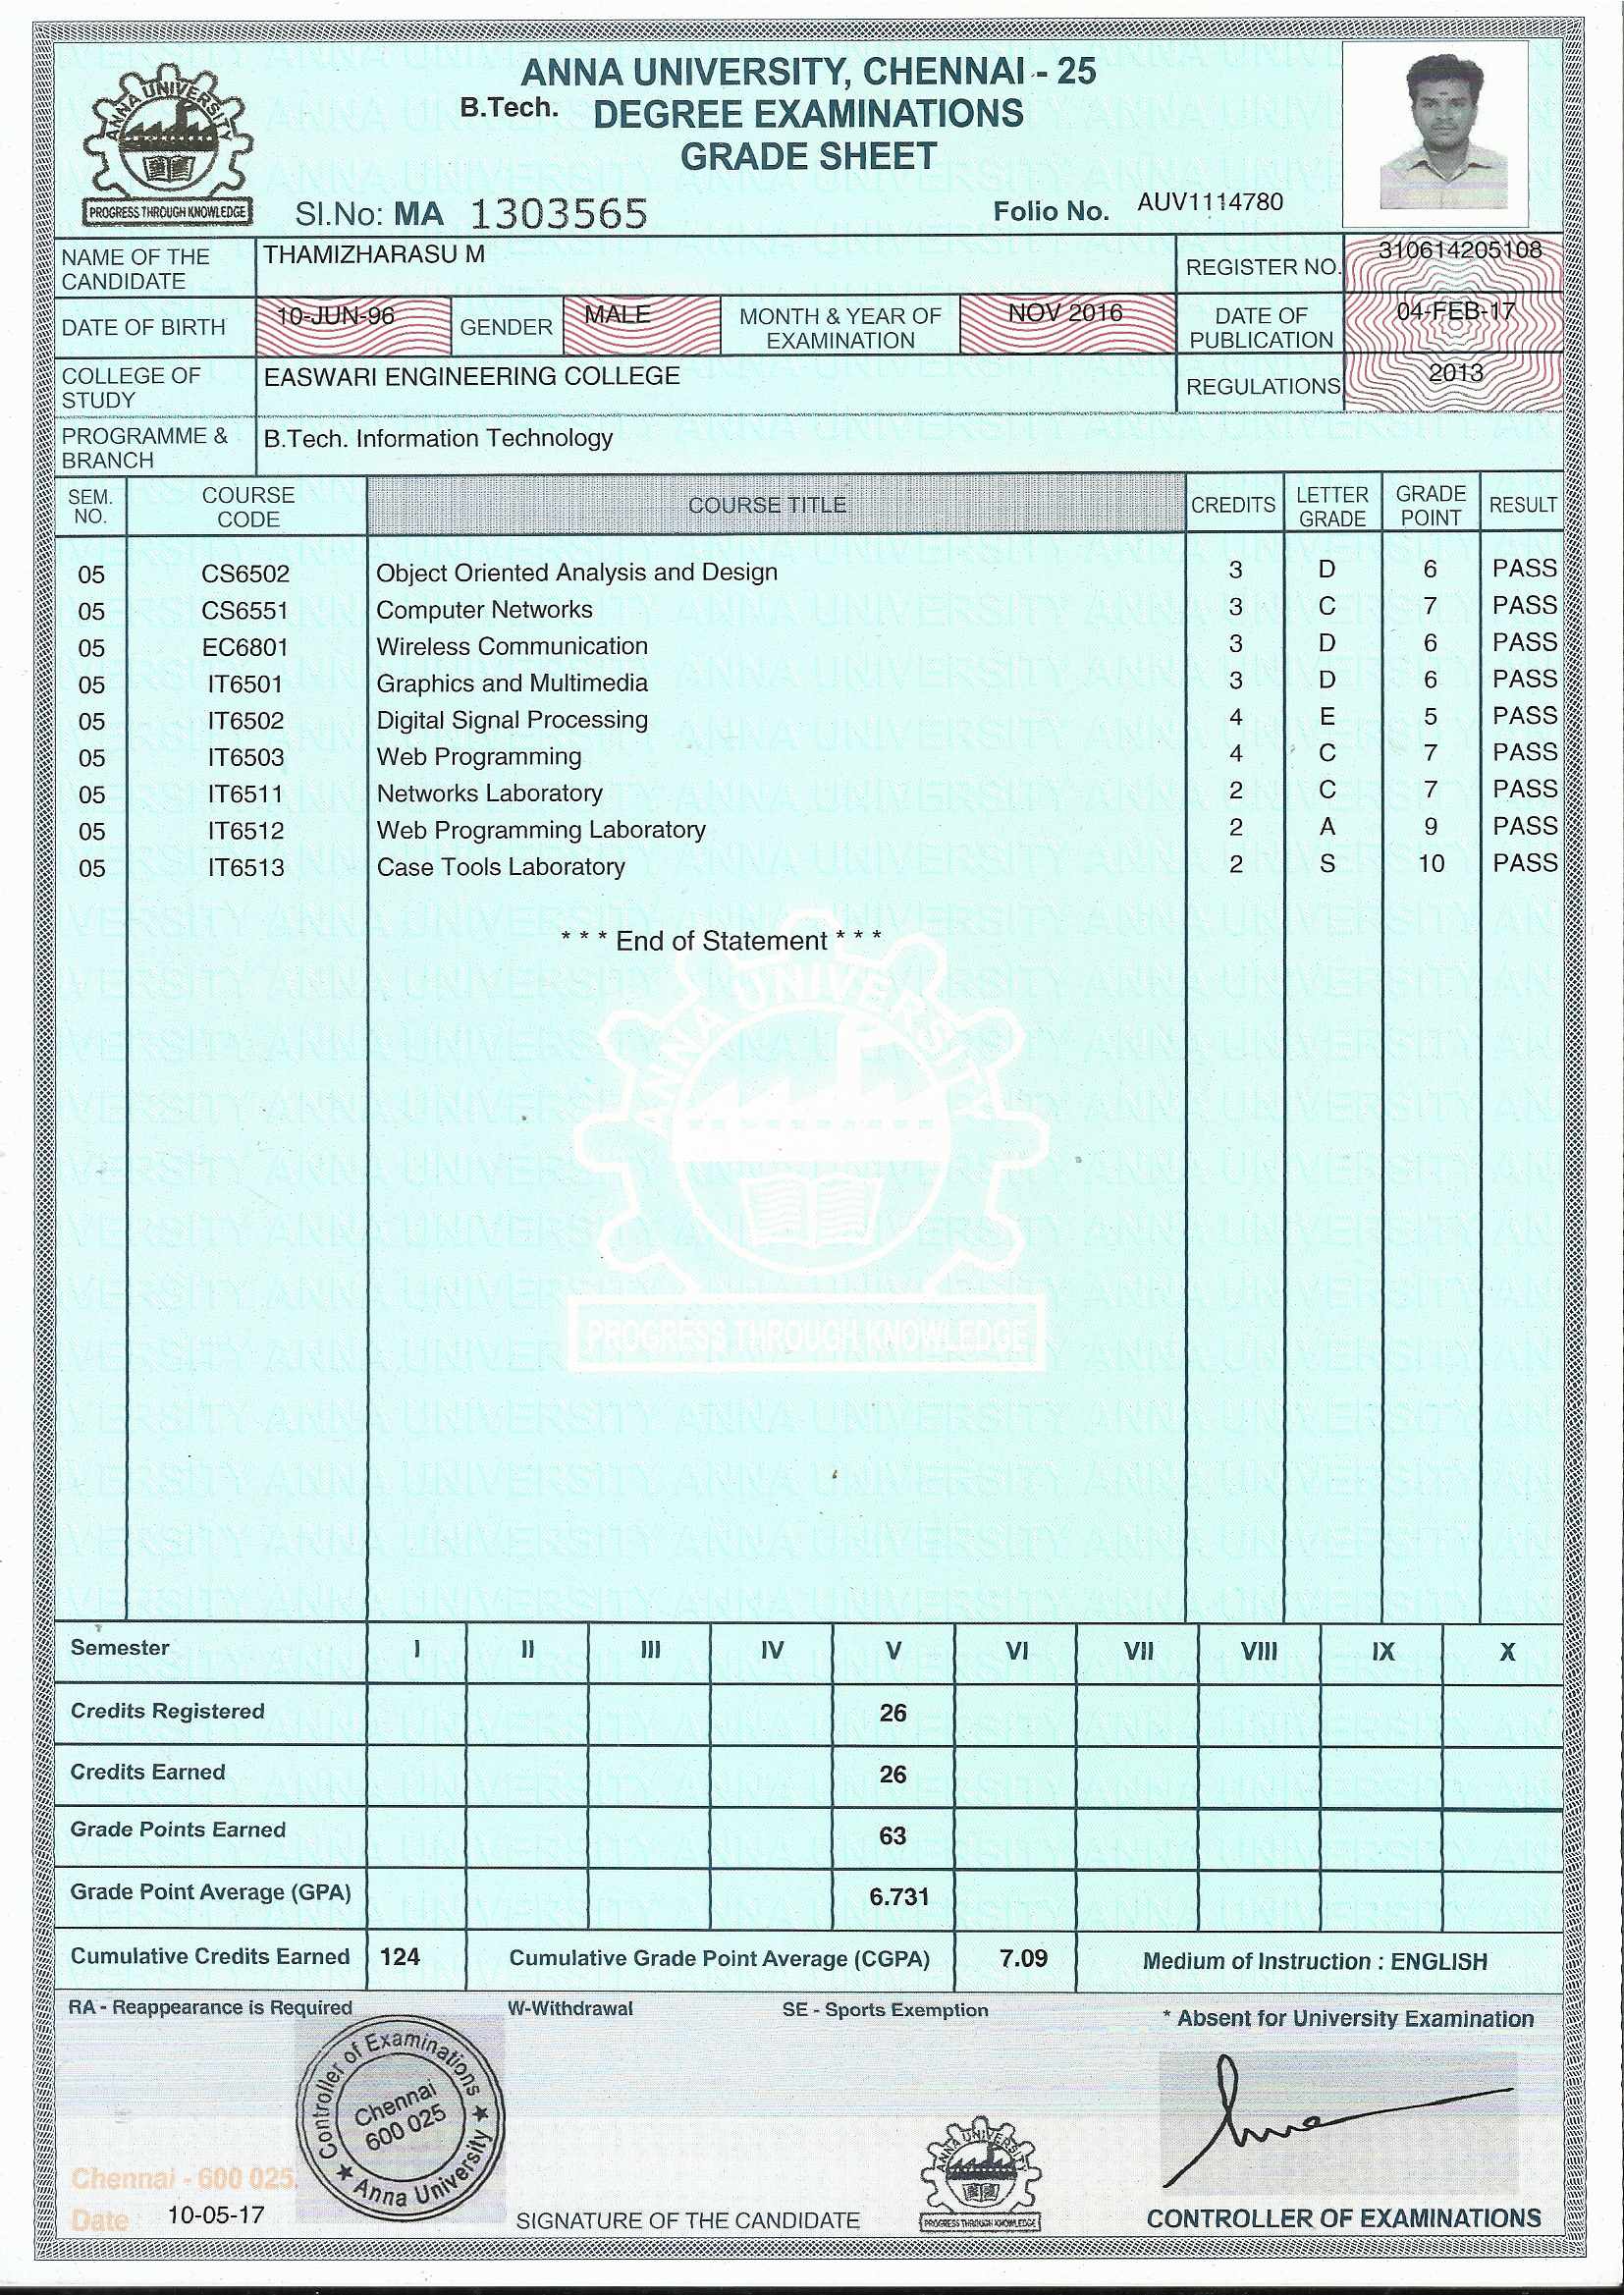 ANNA UNIVERSITY, CHENNAI - 25
B.Tech. DEGREE EXAMINATIONS
GRADE SHEET
ANNA UNIVERSITY
PROGRESS THROUGH KNOWLEDGE
Sl.No: MA 1303565 Folio No. AUV1114780
NAME OF THE CANDIDATE THAMIZHARASU M REGISTER NO. 310614205108
DATE OF BIRTH 10-JUN-96 GENDER MALE MONTH & YEAR OF EXAMINATION NOV 2016 DATE OF PUBLICATION 04-FEB-17
COLLEGE OF STUDY EASWARI ENGINEERING COLLEGE REGULATIONS 2013
PROGRAMME & BRANCH B.Tech. Information Technology
SEM. NO. COURSE CODE COURSE TITLE CREDITS LETTER GRADE GRADE POINT RESULT
05 CS6502 Object Oriented Analysis and Design 3 D 6 PASS
05 CS6551 Computer Networks 3 C 7 PASS
05 EC6801 Wireless Communication 3 D 6 PASS
05 IT6501 Graphics and Multimedia 3 D 6 PASS
05 IT6502 Digital Signal Processing 4 E 5 PASS
05 IT6503 Web Programming 4 C 7 PASS
05 IT6511 Networks Laboratory 2 C 7 PASS
05 IT6512 Web Programming Laboratory 2 A 9 PASS
05 IT6513 Case Tools Laboratory 2 S 10 PASS
* * * End of Statement * * *
ANNA UNIVERSITY
PROGRESS THROUGH KNOWLEDGE
Semester I II III IV V VI VII VIII IX X
Credits Registered 26
Credits Earned 26
Grade Points Earned 63
Grade Point Average (GPA) 6.731
Cumulative Credits Earned 124 Cumulative Grade Point Average (CGPA) 7.09 Medium of Instruction : ENGLISH
RA - Reappearance is Required W-Withdrawal SE - Sports Exemption * Absent for University Examination
Controller of Examinations
Chennai
600 025
Anna University
Chennai - 600 025.
Date 10-05-17
SIGNATURE OF THE CANDIDATE
ANNA UNIVERSITY
PROGRESS THROUGH KNOWLEDGE
CONTROLLER OF EXAMINATIONS